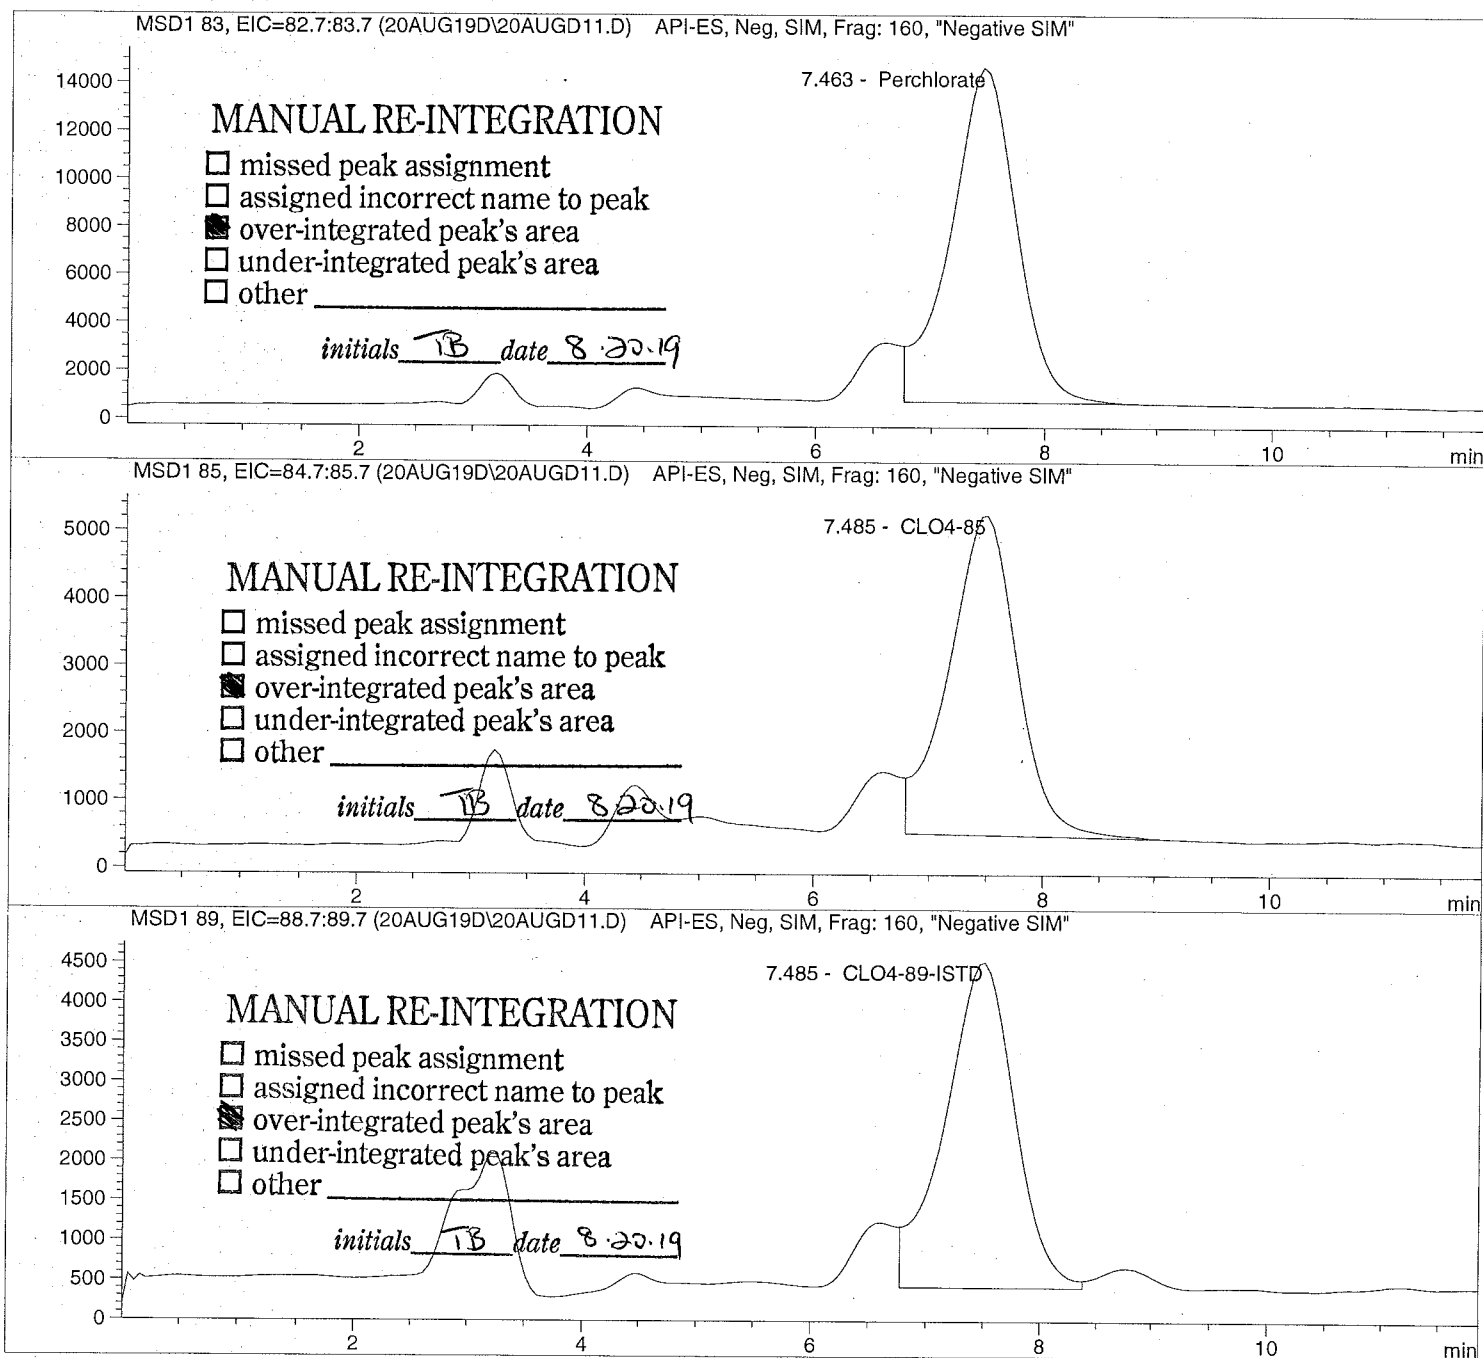 MSD1 83, EIC=82.7:83.7 (20AUG19D\20AUGD11.D) API-ES, Neg, SIM, Frag: 160, "Negative SIM"
7.463 - Perchlorate
14000
12000
10000
8000
6000
4000
2000
0
MANUAL RE-INTEGRATION
missed peak assignment
assigned incorrect name to peak
over-integrated peak's area
under-integrated peak's area
other
initials TB date 8.20.19
2 4 6 8 10 min
MSD1 85, EIC=84.7:85.7 (20AUG19D\20AUGD11.D) API-ES, Neg, SIM, Frag: 160, "Negative SIM"
7.485 - CLO4-85
5000
4000
3000
2000
1000
0
MANUAL RE-INTEGRATION
missed peak assignment
assigned incorrect name to peak
over-integrated peak's area
under-integrated peak's area
other
initials TB date 8.20.19
2 4 6 8 10 min
MSD1 89, EIC=88.7:89.7 (20AUG19D\20AUGD11.D) API-ES, Neg, SIM, Frag: 160, "Negative SIM"
7.485 - CLO4-89-ISTD
4500
4000
3500
3000
2500
2000
1500
1000
500
0
MANUAL RE-INTEGRATION
missed peak assignment
assigned incorrect name to peak
over-integrated peak's area
under-integrated peak's area
other
initials TB date 8.20.19
2 4 6 8 10 min